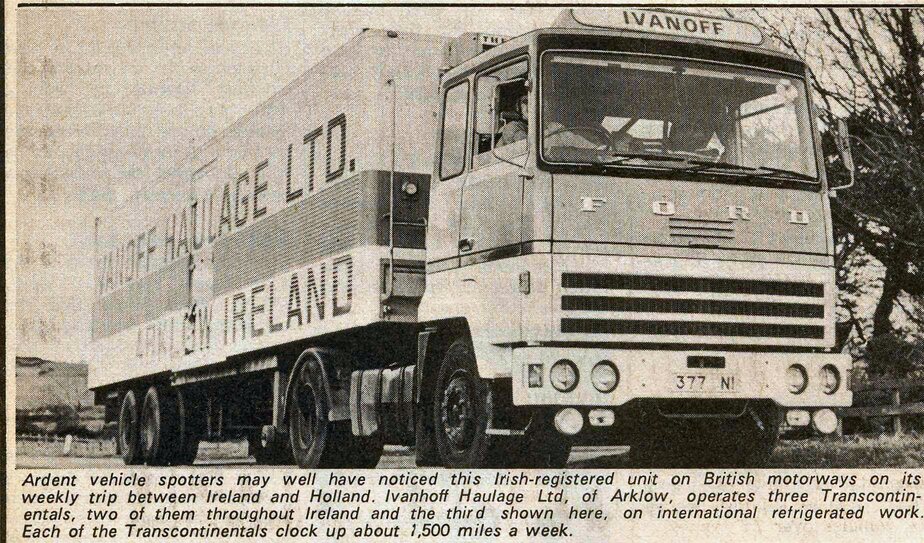 IVANOFF
THE
IVANOFF HAULAGE LTD.
ARKLOW IRELAND
FORD
377 NI
Ardent vehicle spotters may well have noticed this Irish-registered unit on British motorways on its
weekly trip between Ireland and Holland. Ivanhoff Haulage Ltd, of Arklow, operates three Transcontin-
entals, two of them throughout Ireland and the third shown here, on international refrigerated work.
Each of the Transcontinentals clock up about 1,500 miles a week.